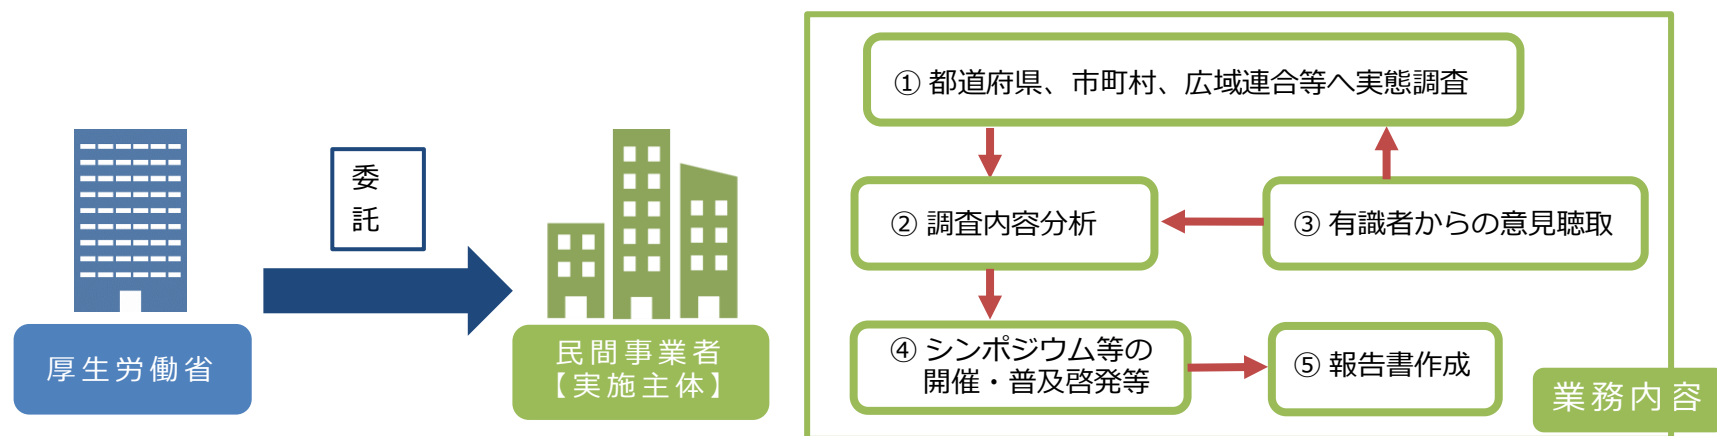 委
託
厚生労働省
民間事業者
【実施主体】
① 都道府県、市町村、広域連合等へ実態調査
② 調査内容分析
③ 有識者からの意見聴取
④ シンポジウム等の
開催・普及啓発等
⑤ 報告書作成
業務内容